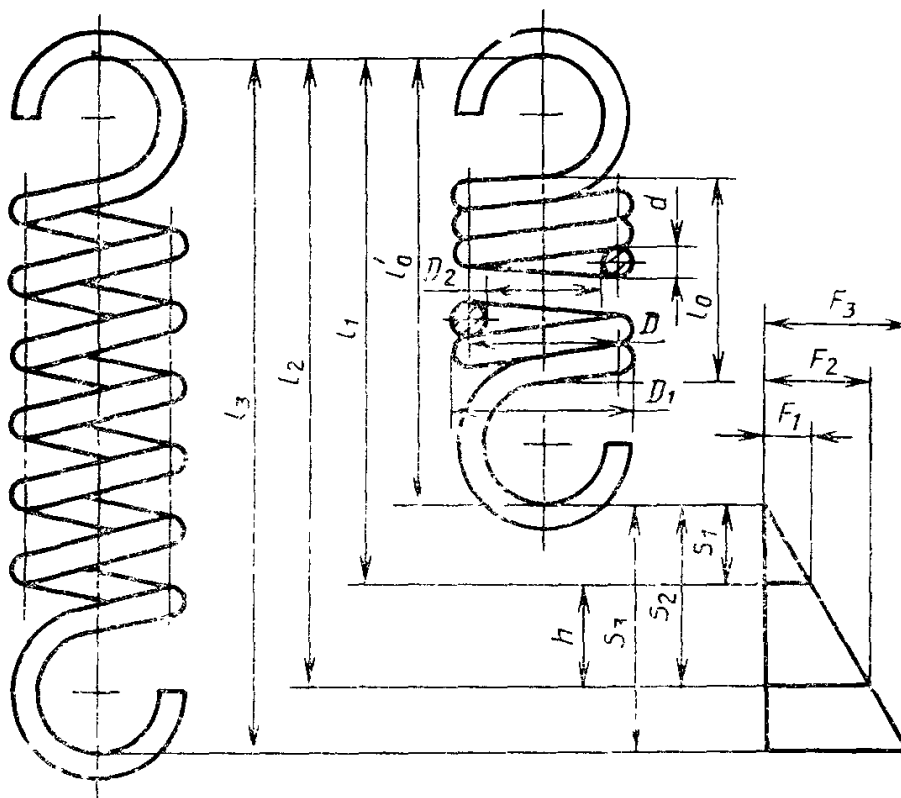 l₃
l₂
l₁
l₀'
D₂
d
l₀
D
D₁
F₃
F₂
F₁
S₁
S₂
S₃
h